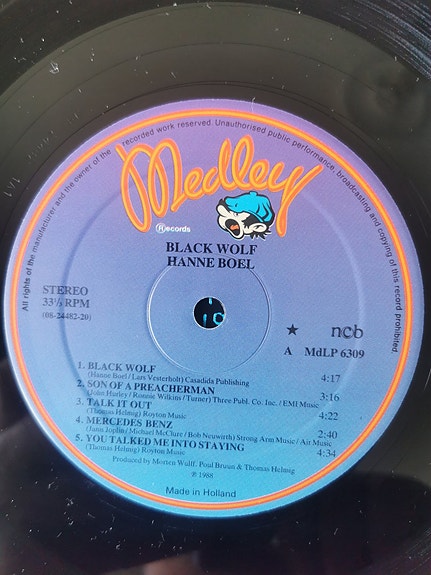 All rights of the manufacturer and the owner of the recorded work reserved. Unauthorised public performance, broadcasting and copying of this record prohibited
Medley
Records
BLACK WOLF
HANNE BOEL
STEREO
33⅓ RPM
(08-24482-20)
★ ncb
A MdLP 6309
1. BLACK WOLF
(Hanne Boel / Lars Vesterholt) Casadida Publishing 4:17
2. SON OF A PREACHERMAN 3:16
(John Hurley / Ronnie Wilkins / Turner) Three Publ. Co. Inc. / EMI Music
3. TALK IT OUT 4:22
(Thomas Helmig) Royton Music
4. MERCEDES BENZ 2:40
(Janis Joplin / Michael McClure / Bob Neuwirth) Strong Arm Music / Air Music
5. YOU TALKED ME INTO STAYING 4:34
(Thomas Helmig) Royton Music
Produced by Morten Wulff, Poul Bruun & Thomas Helmig
℗ 1988
Made in Holland